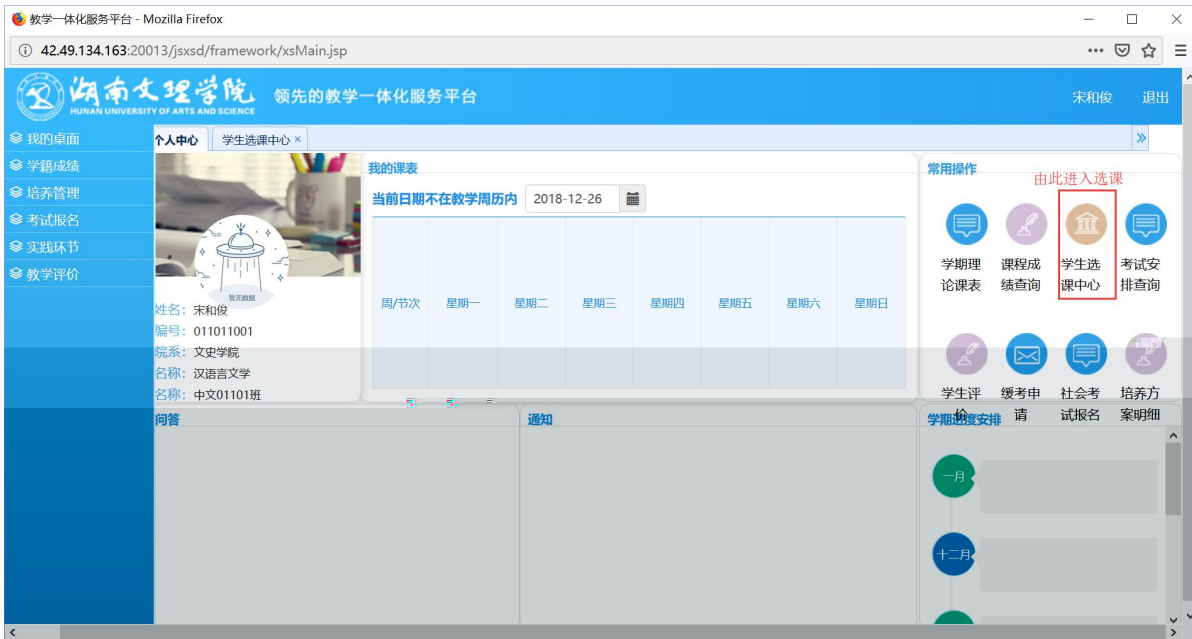 教学一体化服务平台 - Mozilla Firefox
42.49.134.163:20013/jsxsd/framework/xsMain.jsp
湖南文理学院
HUNAN UNIVERSITY OF ARTS AND SCIENCE
领先的教学一体化服务平台
宋和俊
退出
我的桌面
学籍成绩
培养管理
考试报名
实践环节
教学评价
个人中心
学生选课中心
暂无数据
姓名：宋和俊
编号：011011001
院系：文史学院
名称：汉语言文学
名称：中文01101班
我的课表
当前日期不在教学周历内 2018-12-26
周/节次 星期一 星期二 星期三 星期四 星期五 星期六 星期日
常用操作
由此进入选课
学期理论课表
课程成绩查询
学生选课中心
考试安排查询
学生评价
缓考申请
社会考试报名
培养方案明细
问答
通知
学期进度安排
一月
十二月